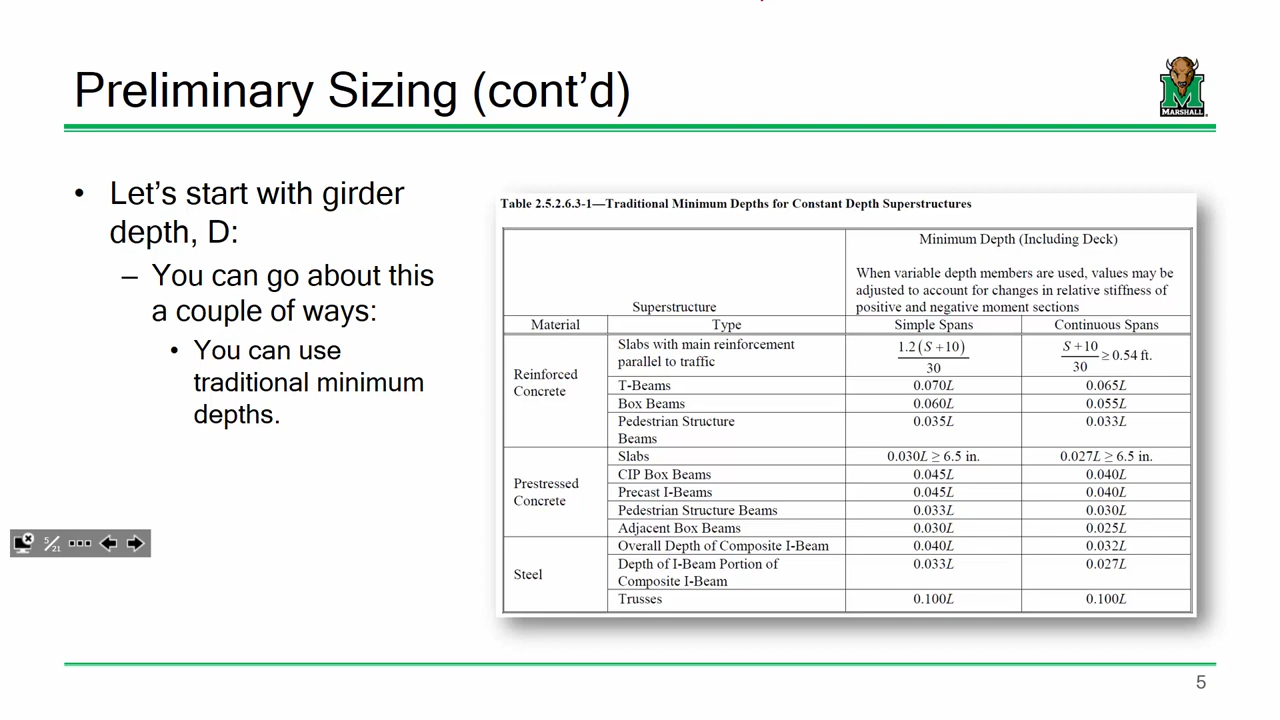 Preliminary Sizing (cont’d)
MARSHALL
• Let’s start with girder
depth, D:
– You can go about this
a couple of ways:
• You can use
traditional minimum
depths.
Table 2.5.2.6.3-1—Traditional Minimum Depths for Constant Depth Superstructures
Superstructure
Minimum Depth (Including Deck)
When variable depth members are used, values may be
adjusted to account for changes in relative stiffness of
positive and negative moment sections
Material Type Simple Spans Continuous Spans
Reinforced
Concrete
Slabs with main reinforcement
parallel to traffic
1.2(S+10)
30
S+10
30
≥ 0.54 ft.
T-Beams 0.070L 0.065L
Box Beams 0.060L 0.055L
Pedestrian Structure
Beams
0.035L 0.033L
Prestressed
Concrete
Slabs 0.030L ≥ 6.5 in. 0.027L ≥ 6.5 in.
CIP Box Beams 0.045L 0.040L
Precast I-Beams 0.045L 0.040L
Pedestrian Structure Beams 0.033L 0.030L
Adjacent Box Beams 0.030L 0.025L
Steel
Overall Depth of Composite I-Beam 0.040L 0.032L
Depth of I-Beam Portion of
Composite I-Beam
0.033L 0.027L
Trusses 0.100L 0.100L
5/21
5